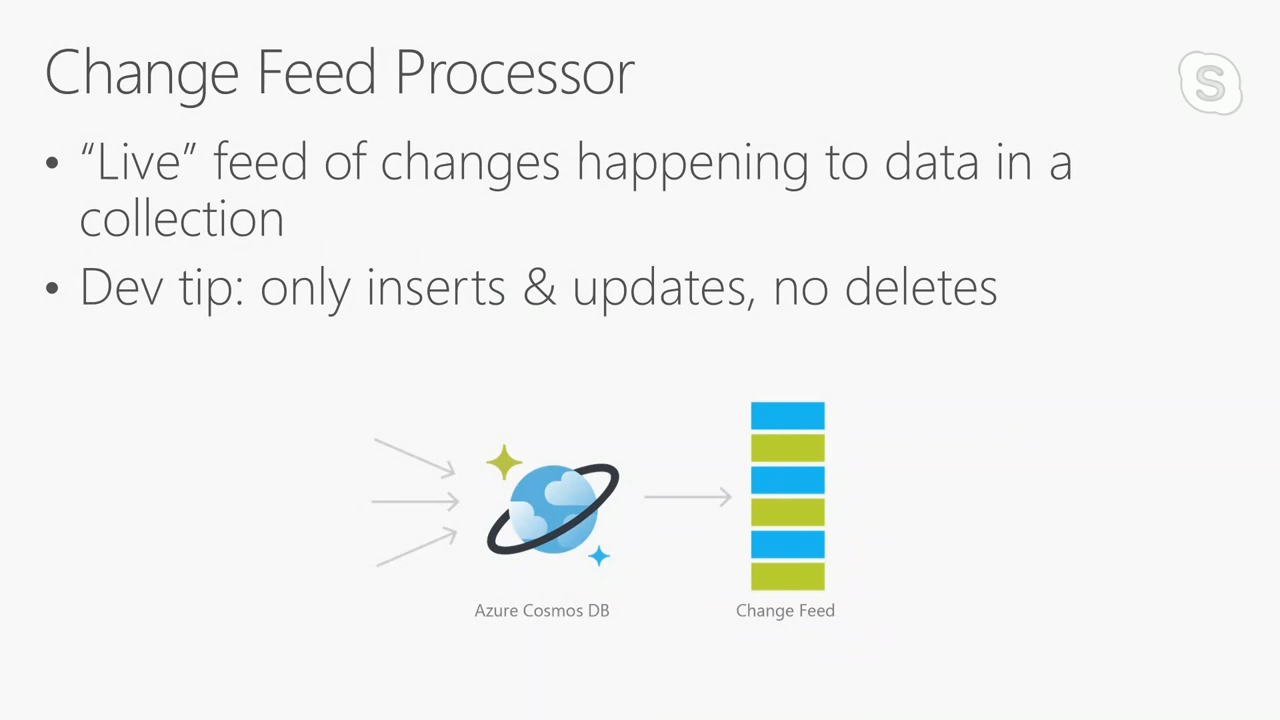 Change Feed Processor
S
• “Live” feed of changes happening to data in a
collection
• Dev tip: only inserts & updates, no deletes
Azure Cosmos DB
Change Feed